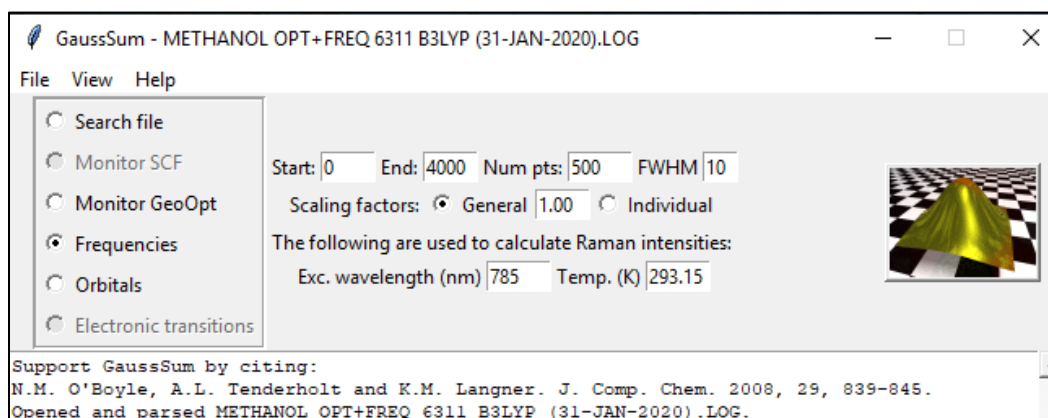 GaussSum - METHANOL OPT+FREQ 6311 B3LYP (31-JAN-2020).LOG
File View Help
Search file
Monitor SCF
Monitor GeoOpt
Frequencies
Orbitals
Electronic transitions
Start: 0 End: 4000 Num pts: 500 FWHM 10
Scaling factors: General 1.00 Individual
The following are used to calculate Raman intensities:
Exc. wavelength (nm) 785 Temp. (K) 293.15
Support GaussSum by citing:
N.M. O'Boyle, A.L. Tenderholt and K.M. Langner. J. Comp. Chem. 2008, 29, 839-845.
Opened and parsed METHANOL OPT+FREQ 6311 B3LYP (31-JAN-2020).LOG.